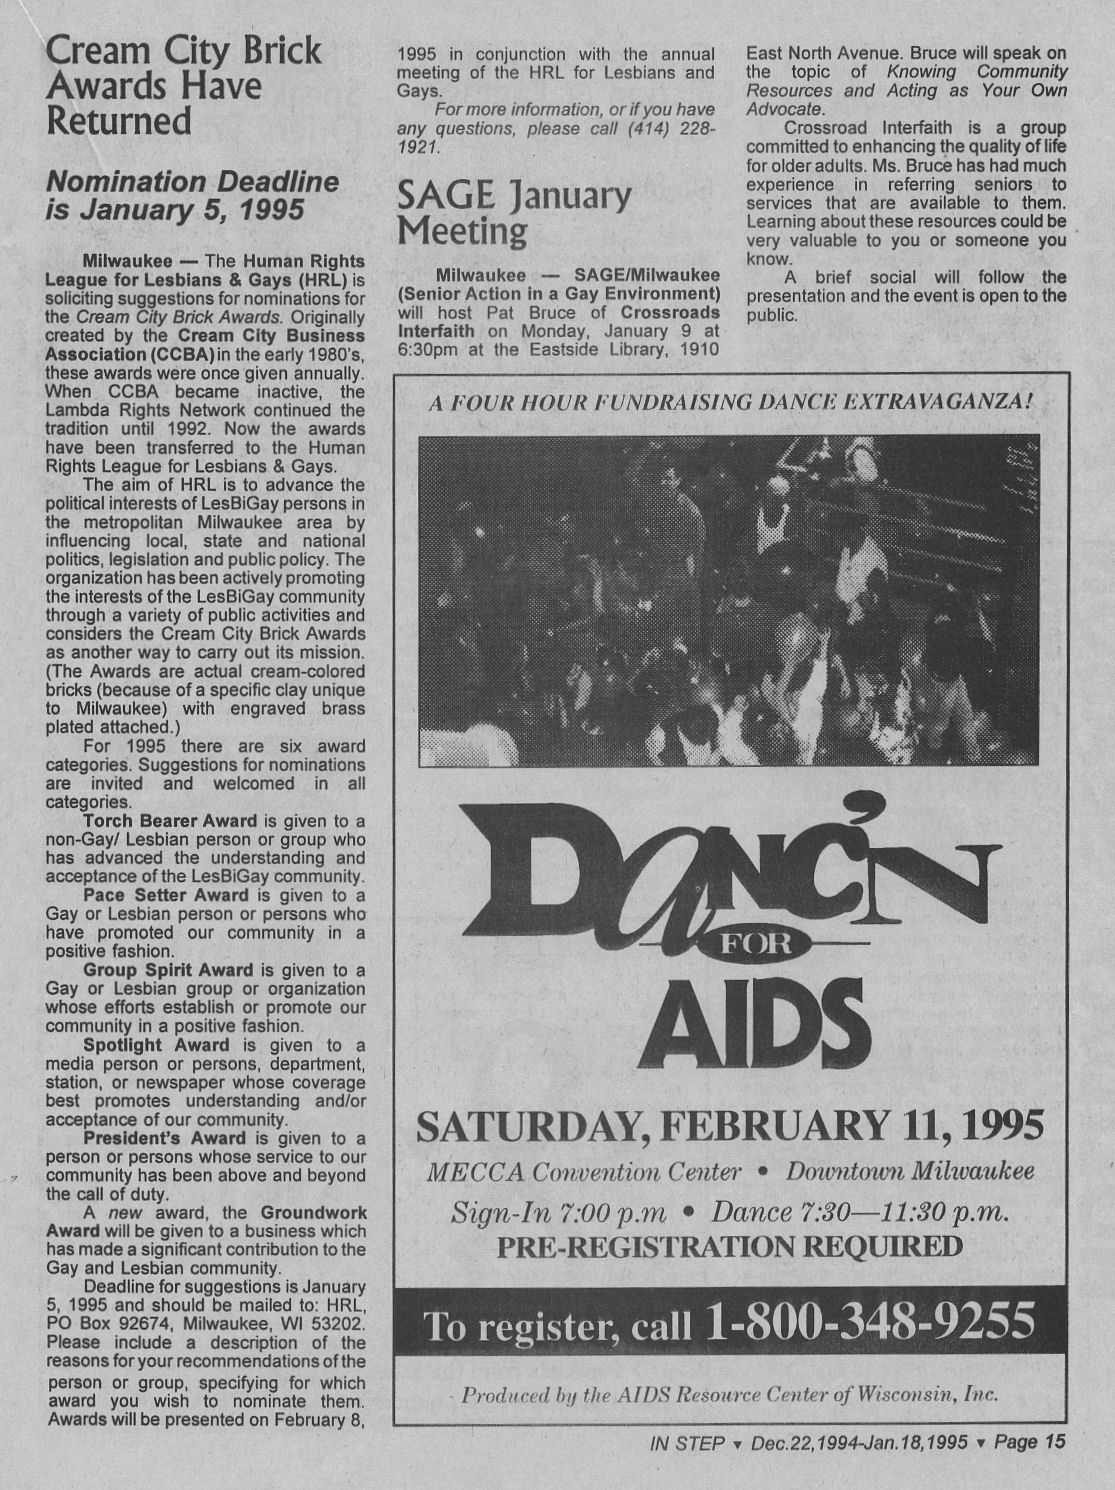 Cream City Brick
Awards Have
Returned
Nomination Deadline
is January 5, 1995
Milwaukee — The Human Rights
League for Lesbians & Gays (HRL) is
soliciting suggestions for nominations for
the Cream City Brick Awards. Originally
created by the Cream City Business
Association (CCBA) in the early 1980's,
these awards were once given annually.
When CCBA became inactive, the
Lambda Rights Network continued the
tradition until 1992. Now the awards
have been transferred to the Human
Rights League for Lesbians & Gays.
The aim of HRL is to advance the
political interests of LesBiGay persons in
the metropolitan Milwaukee area by
influencing local, state and national
politics, legislation and public policy. The
organization has been actively promoting
the interests of the LesBiGay community
through a variety of public activities and
considers the Cream City Brick Awards
as another way to carry out its mission.
(The Awards are actual cream-colored
bricks (because of a specific clay unique
to Milwaukee) with engraved brass
plated attached.)
For 1995 there are six award
categories. Suggestions for nominations
are invited and welcomed in all
categories.
Torch Bearer Award is given to a
non-Gay/ Lesbian person or group who
has advanced the understanding and
acceptance of the LesBiGay community.
Pace Setter Award is given to a
Gay or Lesbian person or persons who
have promoted our community in a
positive fashion.
Group Spirit Award is given to a
Gay or Lesbian group or organization
whose efforts establish or promote our
community in a positive fashion.
Spotlight Award is given to a
media person or persons, department,
station, or newspaper whose coverage
best promotes understanding and/or
acceptance of our community.
President's Award is given to a
person or persons whose service to our
community has been above and beyond
the call of duty.
A new award, the Groundwork
Award will be given to a business which
has made a significant contribution to the
Gay and Lesbian community.
Deadline for suggestions is January
5, 1995 and should be mailed to: HRL,
PO Box 92674, Milwaukee, WI 53202.
Please include a description of the
reasons for your recommendations of the
person or group, specifying for which
award you wish to nominate them.
Awards will be presented on February 8,
1995 in conjunction with the annual
meeting of the HRL for Lesbians and
Gays.
For more information, or if you have
any questions, please call (414) 228-
1921.
SAGE January
Meeting
Milwaukee — SAGE/Milwaukee
(Senior Action in a Gay Environment)
will host Pat Bruce of Crossroads
Interfaith on Monday, January 9 at
6:30pm at the Eastside Library, 1910
East North Avenue. Bruce will speak on
the topic of Knowing Community
Resources and Acting as Your Own
Advocate.
Crossroad Interfaith is a group
committed to enhancing the quality of life
for older adults. Ms. Bruce has had much
experience in referring seniors to
services that are available to them.
Learning about these resources could be
very valuable to you or someone you
know.
A brief social will follow the
presentation and the event is open to the
public.
A FOUR HOUR FUNDRAISING DANCE EXTRAVAGANZA!
DANC'N
FOR
AIDS
SATURDAY, FEBRUARY 11, 1995
MECCA Convention Center • Downtown Milwaukee
Sign-In 7:00 p.m • Dance 7:30—11:30 p.m.
PRE-REGISTRATION REQUIRED
To register, call 1-800-348-9255
Produced by the AIDS Resource Center of Wisconsin, Inc.
IN STEP ▼ Dec.22,1994-Jan.18,1995 ▼ Page 15